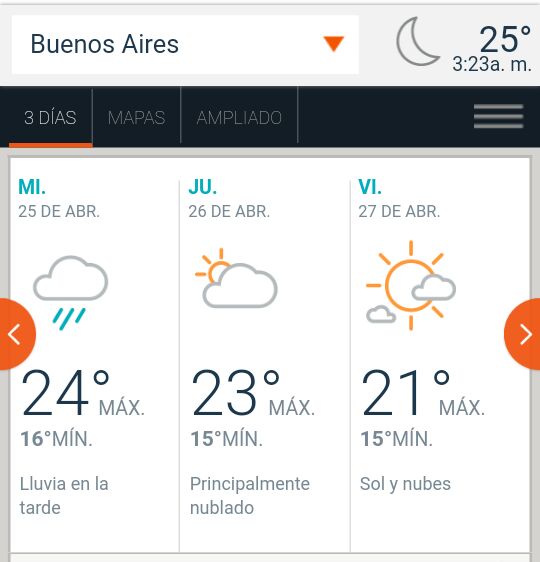 Buenos Aires
25°
3:23a. m.
3 DÍAS
MAPAS
AMPLIADO
MI.
25 DE ABR.
24° MÁX.
16°MÍN.
Lluvia en la
tarde
JU.
26 DE ABR.
23° MÁX.
15°MÍN.
Principalmente
nublado
VI.
27 DE ABR.
21° MÁX.
15°MÍN.
Sol y nubes